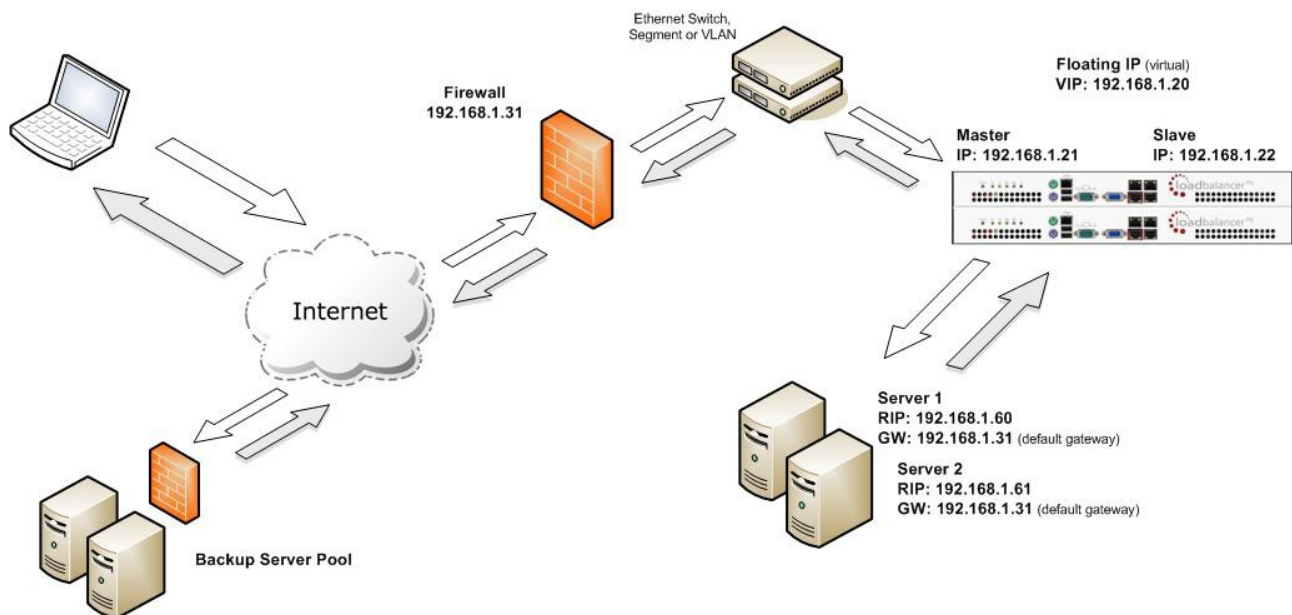 Ethernet Switch,
Segment or VLAN
Firewall
192.168.1.31
Floating IP (virtual)
VIP: 192.168.1.20
Master
IP: 192.168.1.21
Slave
IP: 192.168.1.22
loadbalancer
loadbalancer
Internet
Server 1
RIP: 192.168.1.60
GW: 192.168.1.31 (default gateway)
Server 2
RIP: 192.168.1.61
GW: 192.168.1.31 (default gateway)
Backup Server Pool